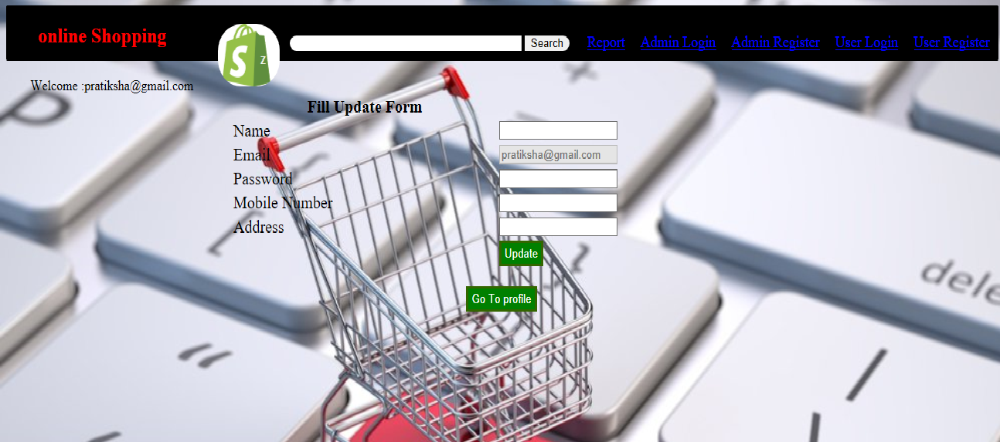 online Shopping
S
Z
Search
Report Admin Login Admin Register User Login User Register
Welcome :pratiksha@gmail.com
Fill Update Form
Name
Email pratiksha@gmail.com
Password
Mobile Number
Address
Update
Go To profile
P
[
]
“
dele